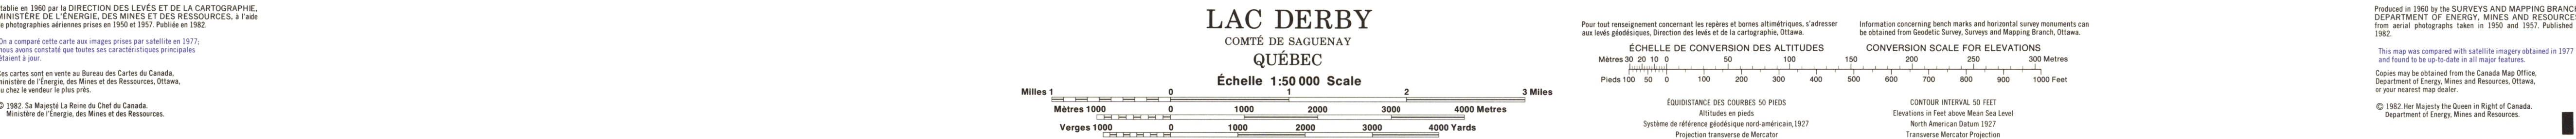 tablie en 1960 par la DIRECTION DES LEVÉS ET DE LA CARTOGRAPHIE,
MINISTÈRE DE L'ÉNERGIE, DES MINES ET DES RESSOURCES, à l'aide
de photographies aériennes prises en 1950 et 1957. Publiée en 1982.
On a comparé cette carte aux images prises par satellite en 1977;
nous avons constaté que toutes ses caractéristiques principales
étaient à jour.
Ces cartes sont en vente au Bureau des Cartes du Canada,
ministère de l'Énergie, des Mines et des Ressources, Ottawa,
ou chez le vendeur le plus près.
© 1982. Sa Majesté La Reine du Chef du Canada.
Ministère de l'Énergie, des Mines et des Ressources.
LAC DERBY
COMTÉ DE SAGUENAY
QUÉBEC
Échelle 1:50 000 Scale
Milles 1 0 1 2 3 Miles
Mètres 1000 0 1000 2000 3000 4000 Metres
Verges 1000 0 1000 2000 3000 4000 Yards
Pour tout renseignement concernant les repères et bornes altimétriques, s'adresser
aux levés géodésiques, Direction des levés et de la cartographie, Ottawa.
Information concerning bench marks and horizontal survey monuments can
be obtained from Geodetic Survey, Surveys and Mapping Branch, Ottawa.
ÉCHELLE DE CONVERSION DES ALTITUDES CONVERSION SCALE FOR ELEVATIONS
Mètres 30 20 10 0 50 100 150 200 250 300 Metres
Pieds 100 50 0 100 200 300 400 500 600 700 800 900 1000 Feet
ÉQUIDISTANCE DES COURBES 50 PIEDS
Altitudes en pieds
Système de référence géodésique nord-américain, 1927
Projection transverse de Mercator
CONTOUR INTERVAL 50 FEET
Elevations in Feet above Mean Sea Level
North American Datum 1927
Transverse Mercator Projection
Produced in 1960 by the SURVEYS AND MAPPING BRANCH
DEPARTMENT OF ENERGY, MINES AND RESOURCES
from aerial photographs taken in 1950 and 1957. Published
1982.
This map was compared with satellite imagery obtained in 1977
and found to be up-to-date in all major features.
Copies may be obtained from the Canada Map Office,
Department of Energy, Mines and Resources, Ottawa,
or your nearest map dealer.
© 1982. Her Majesty the Queen in Right of Canada.
Department of Energy, Mines and Resources.